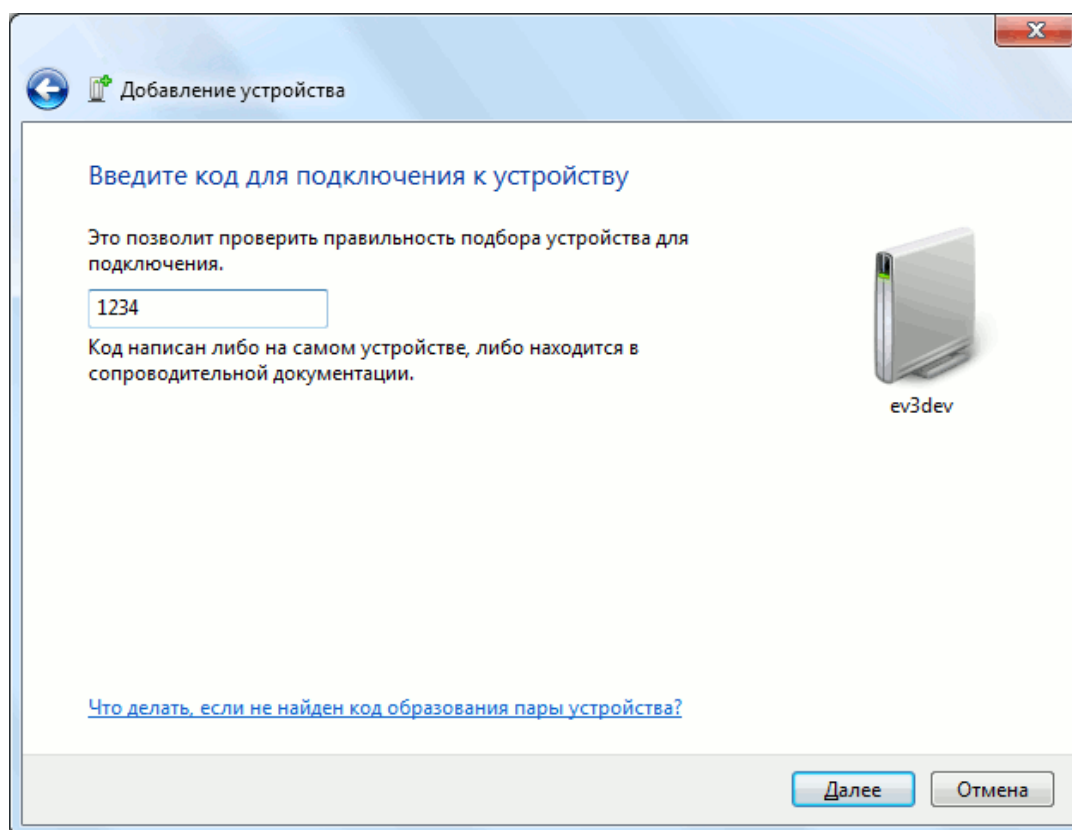 Добавление устройства
Введите код для подключения к устройству
Это позволит проверить правильность подбора устройства для
подключения.
1234
Код написан либо на самом устройстве, либо находится в
сопроводительной документации.
ev3dev
Что делать, если не найден код образования пары устройства?
Далее
Отмена